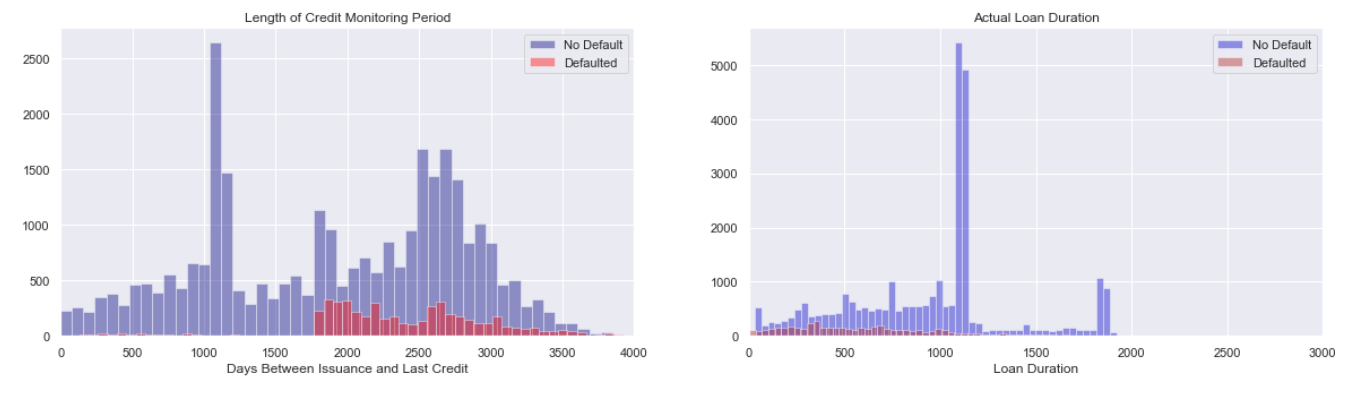 Length of Credit Monitoring Period
No Default
Defaulted
2500
2000
1500
1000
500
0
0 500 1000 1500 2000 2500 3000 3500 4000
Days Between Issuance and Last Credit
Actual Loan Duration
No Default
Defaulted
5000
4000
3000
2000
1000
0
0 500 1000 1500 2000 2500 3000
Loan Duration